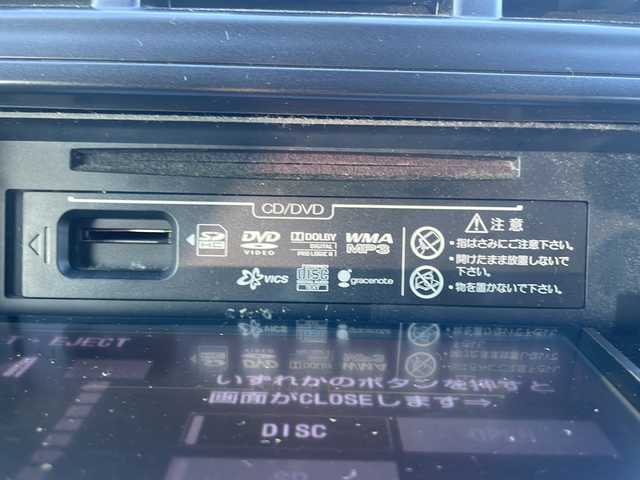 CD/DVD
SD HC DVD VIDEO DOLBY DIGITAL PRO LOGIC II WMA MP3
VICS COMPACT disc DIGITAL AUDIO TEXT gracenote
⚠注意
・指はさみにご注意下さい。
・開けたまま放置しないで
下さい。
・物を置かないで下さい。
EJECT
いずれかのボタンを押すと
画面がCLOSEします→
DISC